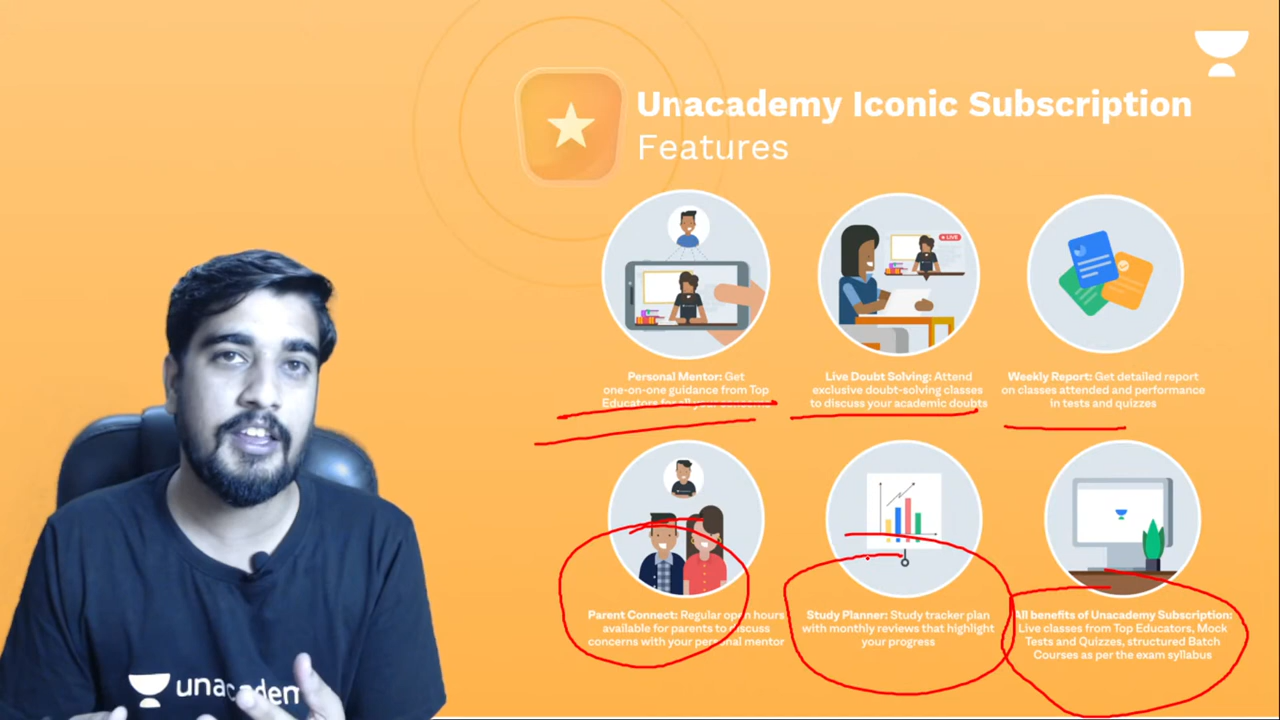 Unacademy Iconic Subscription
Features
LIVE
Personal Mentor: Get
one-on-one guidance from Top
Educators for all your concerns
Live Doubt Solving: Attend
exclusive doubt-solving classes
to discuss your academic doubts
Weekly Report: Get detailed report
on classes attended and performance
in tests and quizzes
Parent Connect: Regular open hours
available for parents to discuss
concerns with your personal mentor
Study Planner: Study tracker plan
with monthly reviews that highlight
your progress
All benefits of Unacademy Subscription:
Live classes from Top Educators, Mock
Tests and Quizzes, structured Batch
Courses as per the exam syllabus
unacadem